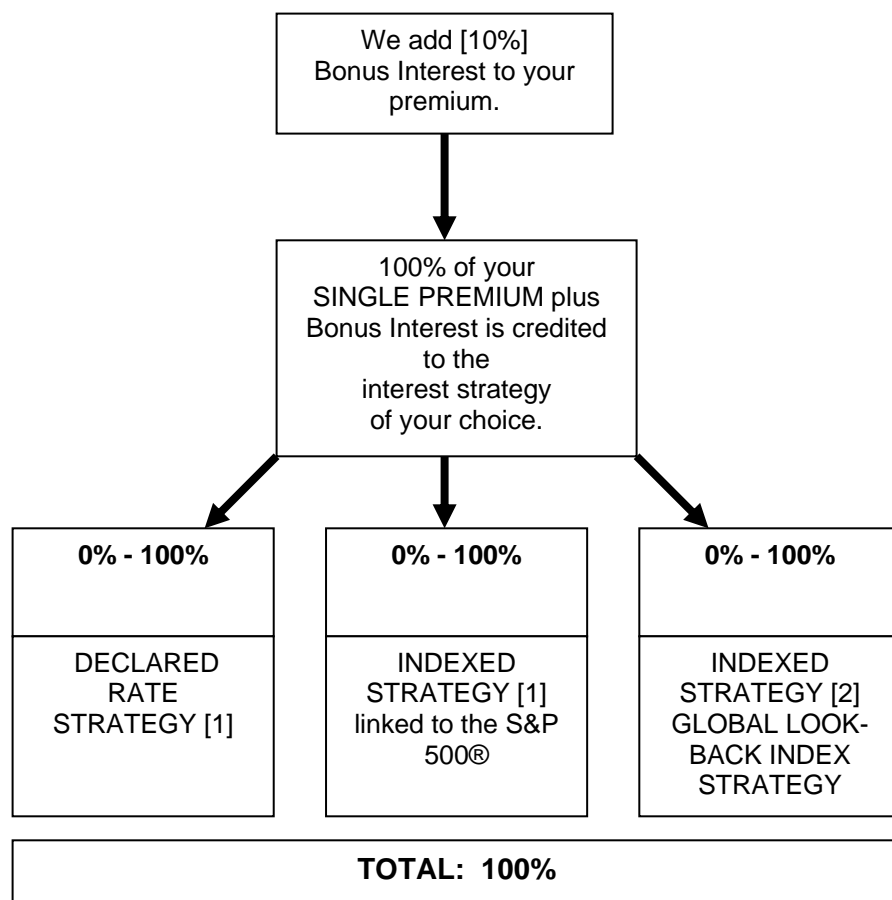 We add [10%]
Bonus Interest to your
premium.
100% of your
SINGLE PREMIUM plus
Bonus Interest is credited
to the
interest strategy
of your choice.
0% - 100%
DECLARED
RATE
STRATEGY [1]
0% - 100%
INDEXED
STRATEGY [1]
linked to the S&P
500®
0% - 100%
INDEXED
STRATEGY [2]
GLOBAL LOOK-
BACK INDEX
STRATEGY
TOTAL: 100%